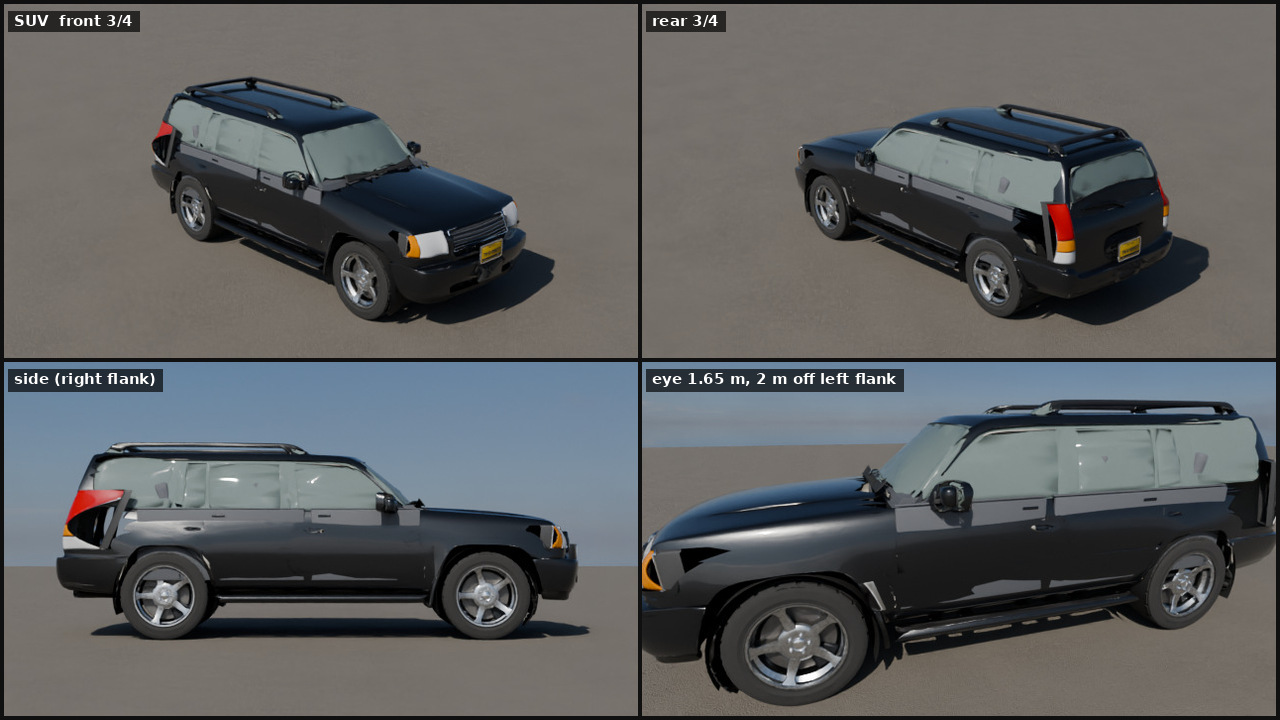 SUV front 3/4
rear 3/4
side (right flank)
eye 1.65 m, 2 m off left flank